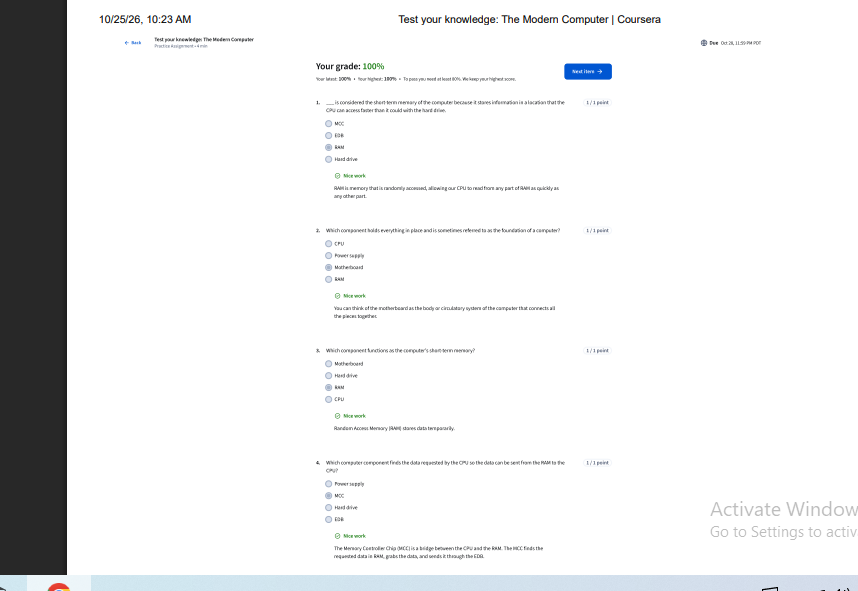 10/25/26, 10:23 AM
Test your knowledge: The Modern Computer | Coursera
← Back
Test your knowledge: The Modern Computer
Practice Assignment • 4 min
Due Oct 28, 11:59 PM PDT
Your grade: 100%
Next item →
Your latest: 100% • Your highest: 100% • To pass you need at least 80%. We keep your highest score.
1. ___ is considered the short-term memory of the computer because it stores information in a location that the
CPU can access faster than it could with the hard drive.
1 / 1 point
MCC
EDB
RAM
Hard drive
Nice work
RAM is memory that is randomly accessed, allowing our CPU to read from any part of RAM as quickly as
any other part.
2. Which component holds everything in place and is sometimes referred to as the foundation of a computer?
1 / 1 point
CPU
Power supply
Motherboard
RAM
Nice work
You can think of the motherboard as the body or circulatory system of the computer that connects all
the pieces together.
3. Which component functions as the computer's short-term memory?
1 / 1 point
Motherboard
Hard drive
RAM
CPU
Nice work
Random Access Memory (RAM) stores data temporarily.
4. Which computer component finds the data requested by the CPU so the data can be sent from the RAM to the
CPU?
1 / 1 point
Power supply
MCC
Hard drive
EDB
Nice work
The Memory Controller Chip (MCC) is a bridge between the CPU and the RAM. The MCC finds the
requested data in RAM, grabs the data, and sends it through the EDB.
Activate Window
Go to Settings to activ